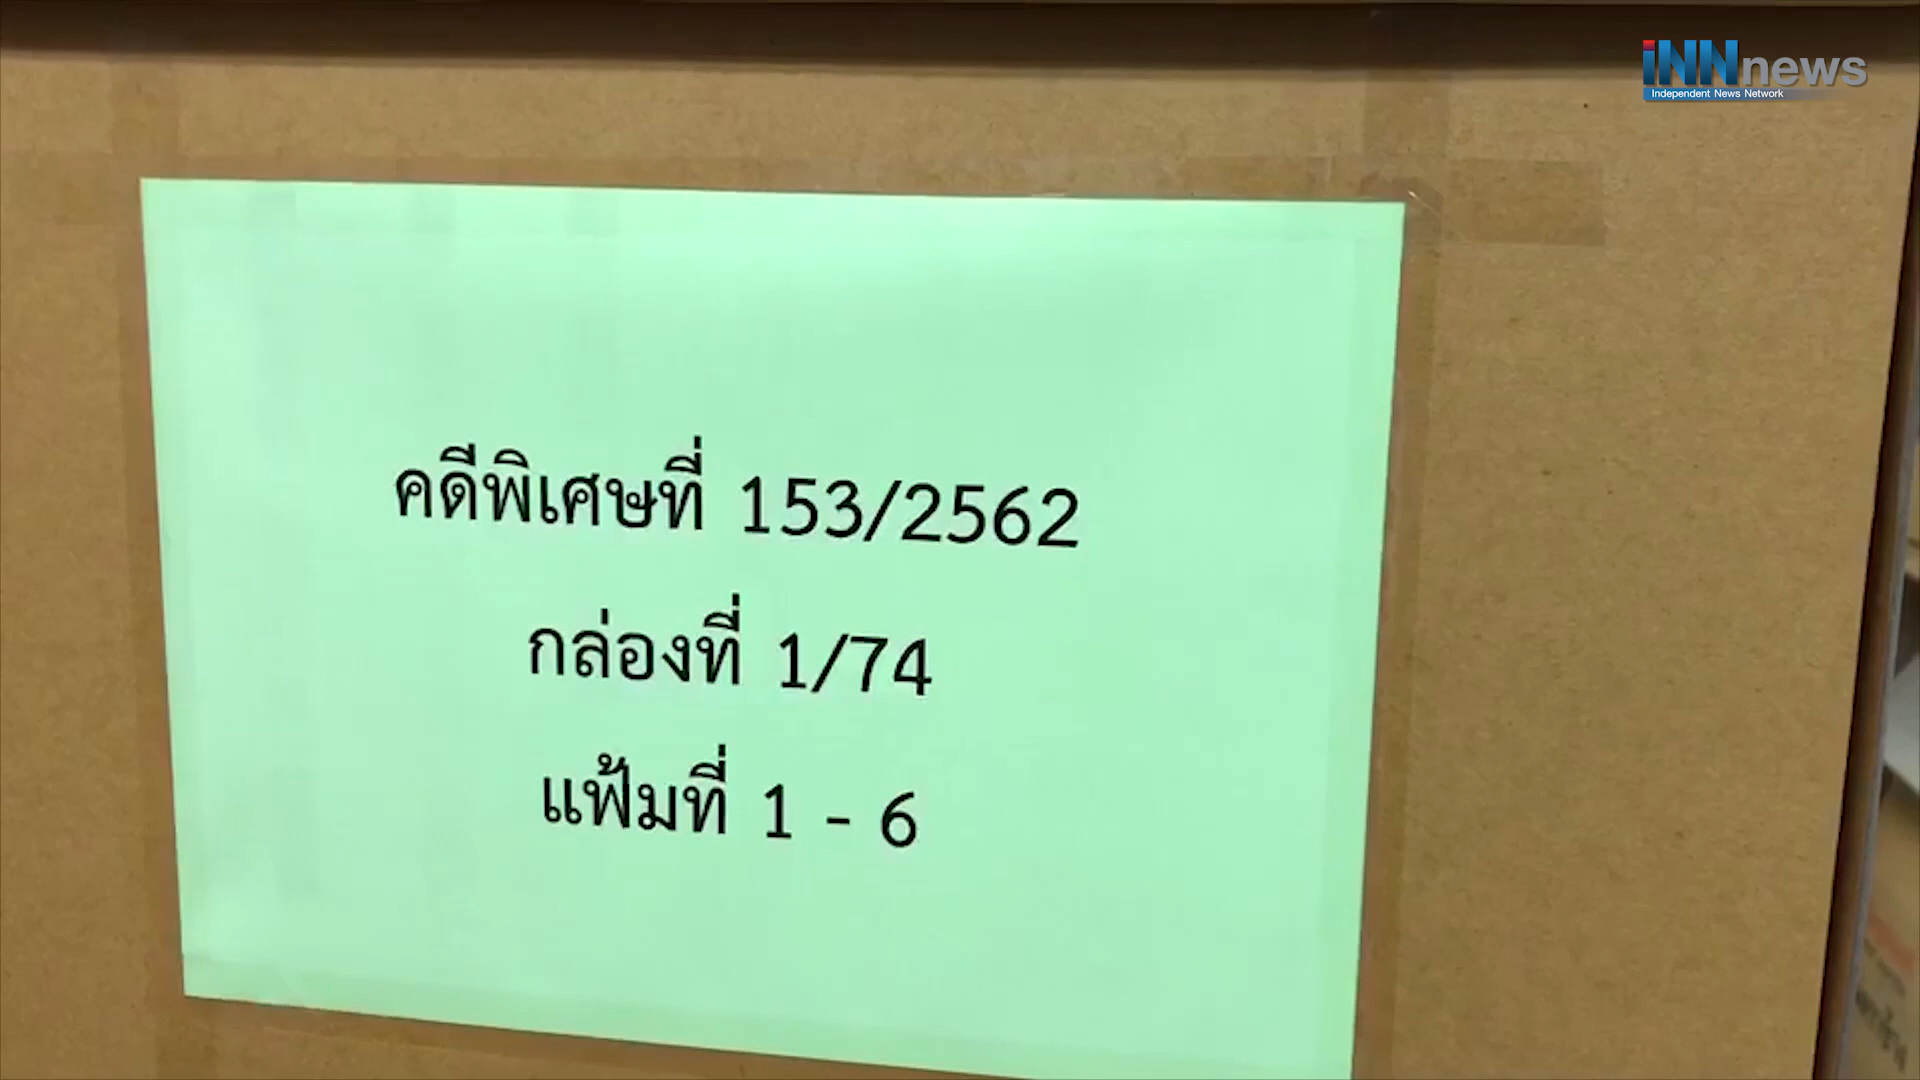 iNNnews
Independent News Network
คดีพิเศษที่ 153/2562
กล่องที่ 1/74
แฟ้มที่ 1 - 6